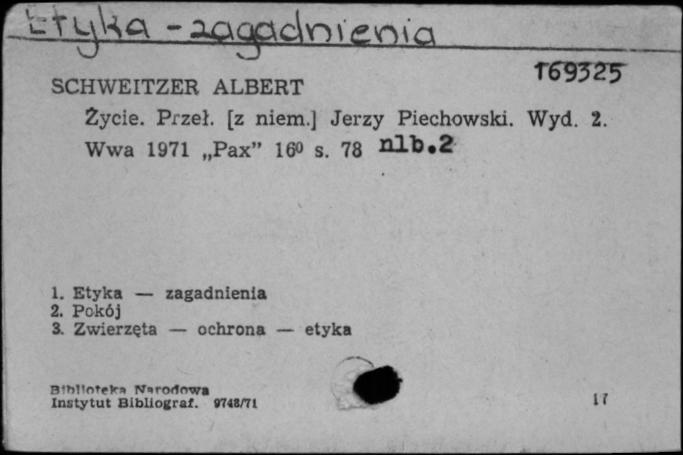 Etyka - zagadnienia
169325
SCHWEITZER ALBERT
Życie. Przeł. [z niem.] Jerzy Piechowski. Wyd. 2.
Wwa 1971 „Pax” 16⁰ s. 78 nlb.2
1. Etyka — zagadnienia
2. Pokój
3. Zwierzęta — ochrona — etyka
Biblioteka Narodowa
Instytut Bibliograf. 9748/71
17